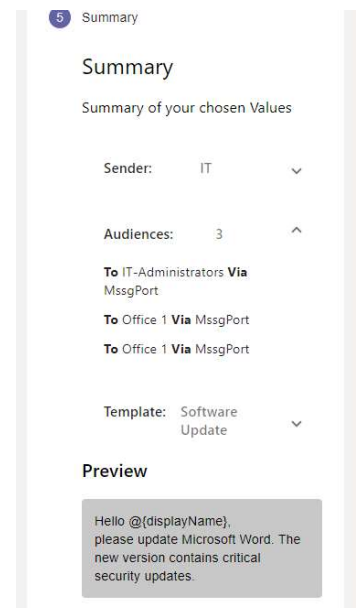 5 Summary
Summary
Summary of your chosen Values
Sender: IT
Audiences: 3
To IT-Administrators Via
MssgPort
To Office 1 Via MssgPort
To Office 1 Via MssgPort
Template: Software
Update
Preview
Hello @{displayName},
please update Microsoft Word. The
new version contains critical
security updates.